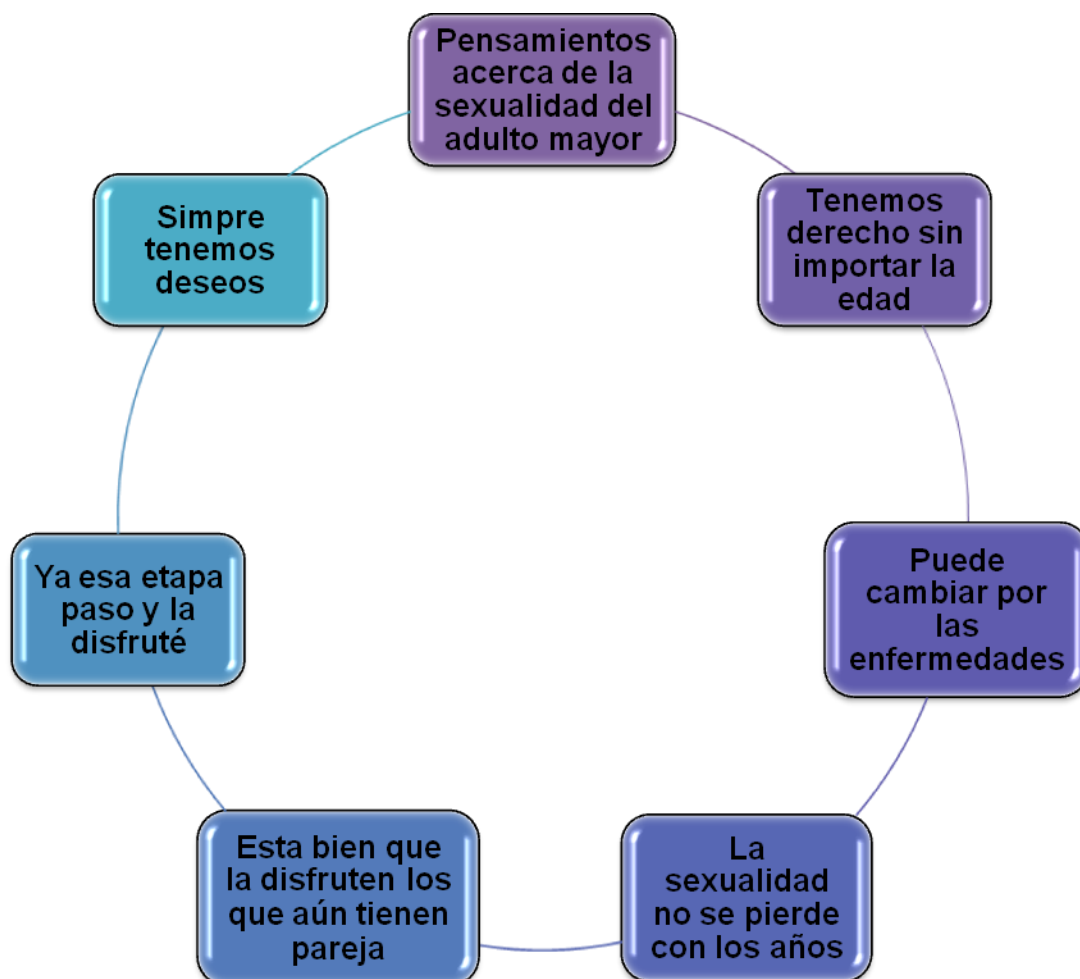 Pensamientos
acerca de la
sexualidad del
adulto mayor
Tenemos
derecho sin
importar la
edad
Puede
cambiar por
las
enfermedades
La
sexualidad
no se pierde
con los años
Esta bien que
la disfruten los
que aún tienen
pareja
Ya esa etapa
paso y la
disfruté
Simpre
tenemos
deseos